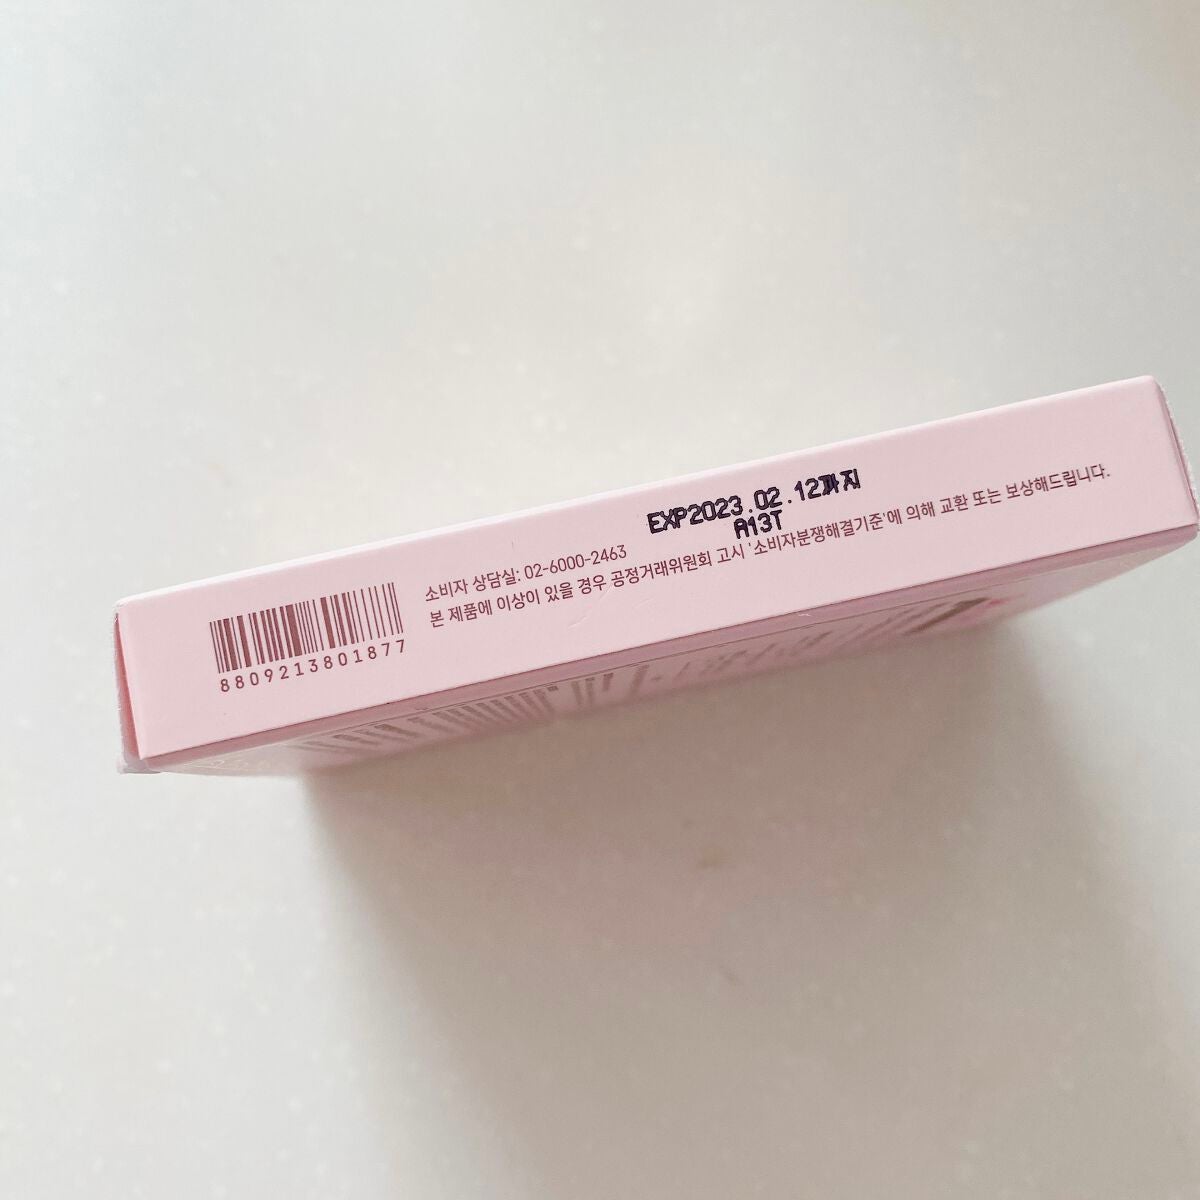 EXP2023.02.12까지
A13T
소비자 상담실: 02-6000-2463
본 제품에 이상이 있을 경우 공정거래위원회 고시 '소비자분쟁해결기준'에 의해 교환 또는 보상해드립니다.
8809213801877